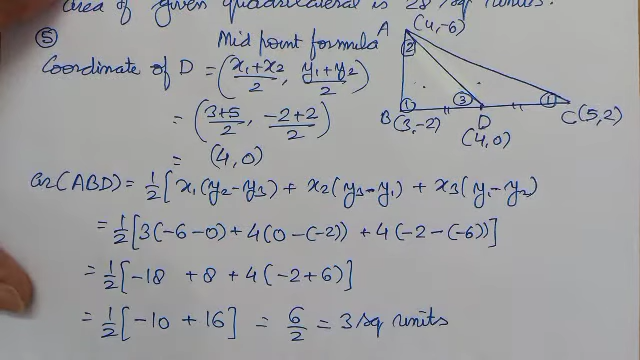 Area of given quadrilateral is 28 sq units.
⑤ Mid point formula
A (4,-6)
Coordinate of D = (x₁+x₂/2, y₁+y₂/2)
= (3+5/2, -2+2/2)
= (4,0)
② ① ③ ①
B(3,-2) D C(5,2)
(4,0)
ar(ABD) = 1/2[x₁(y₂-y₃) + x₂(y₃-y₁) + x₃(y₁-y₂)
= 1/2[3(-6-0)+4(0-(-2)) + 4(-2-(-6))]
= 1/2[-18 +8 +4(-2+6)]
= 1/2[-10 +16] = 6/2 = 3 sq units